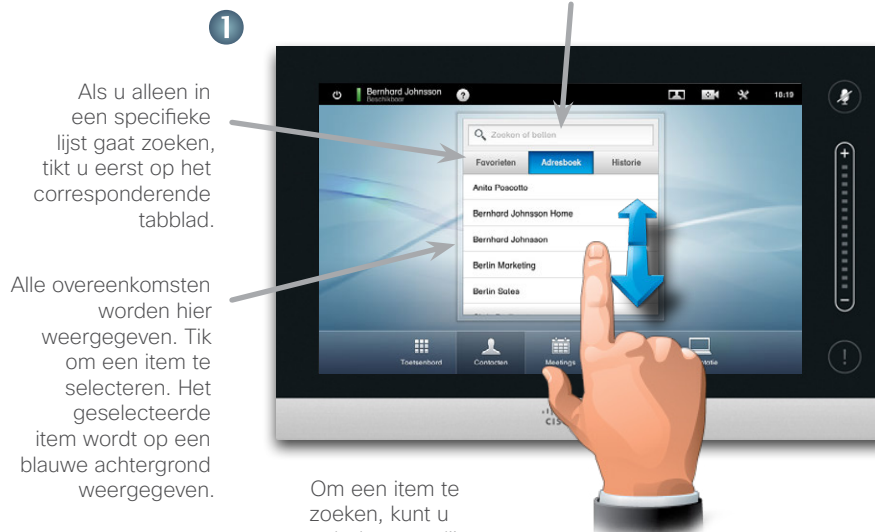 1
Als u alleen in
een specifieke
lijst gaat zoeken,
tikt u eerst op het
corresponderende
tabblad.
Alle overeenkomsten
worden hier
weergegeven. Tik
om een item te
selecteren. Het
geselecteerde
item wordt op een
blauwe achtergrond
weergegeven.
Bernhard Johnsson
Beschikbaar
?
18:19
Zoeken of bellen
Favorieten Adresboek Historie
Anita Pascotto
Bernhard Johnsson Home
Bernhard Johnsson
Berlin Marketing
Berlin Sales
Toetsenbord Contacten Meetings
+
-
!
Om een item te
zoeken, kunt u